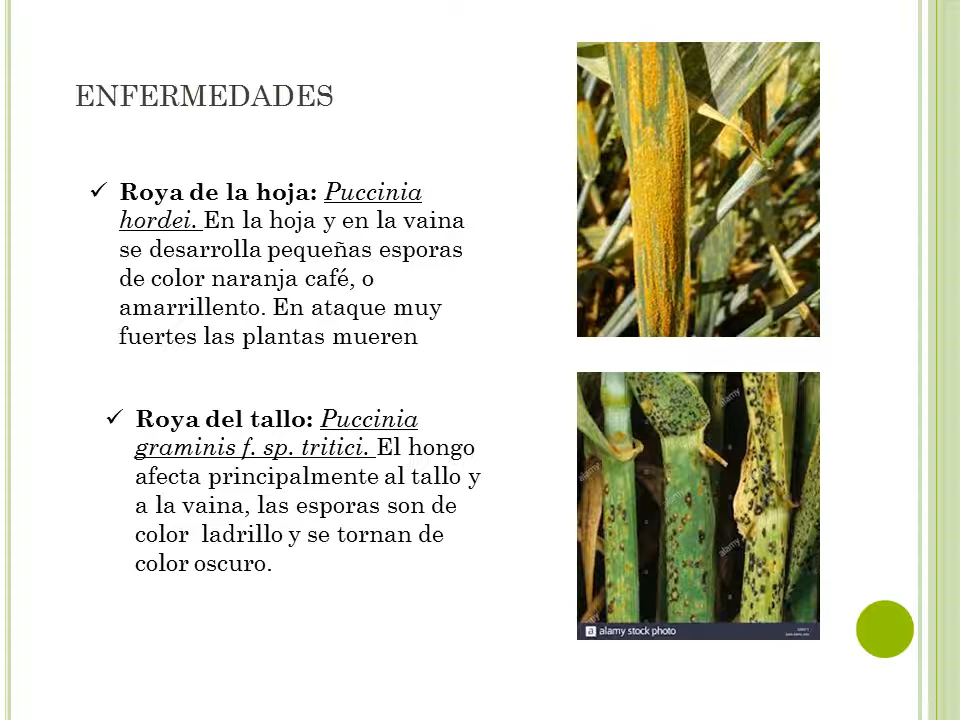 ENFERMEDADES
✓ Roya de la hoja: Puccinia
hordei. En la hoja y en la vaina
se desarrolla pequeñas esporas
de color naranja café, o
amarrillento. En ataque muy
fuertes las plantas mueren
✓ Roya del tallo: Puccinia
graminis f. sp. tritici. El hongo
afecta principalmente al tallo y
a la vaina, las esporas son de
color ladrillo y se tornan de
color oscuro.
alamy
alamy
alamy
a alamy stock photo